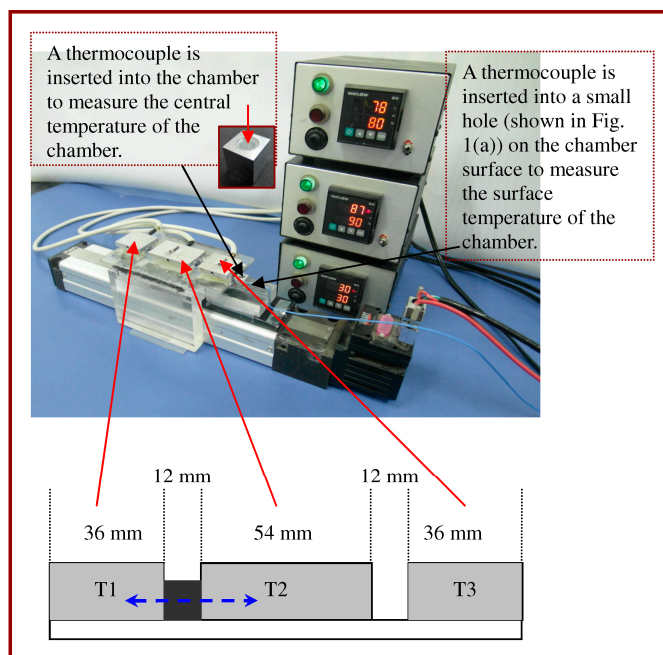 A thermocouple is
inserted into the chamber
to measure the central
temperature of the
chamber.
A thermocouple is
inserted into a small
hole (shown in Fig.
1(a)) on the chamber
surface to measure
the surface
temperature of the
chamber.
78
80
87
90
30
30
12 mm
12 mm
36 mm
54 mm
36 mm
T1
T2
T3